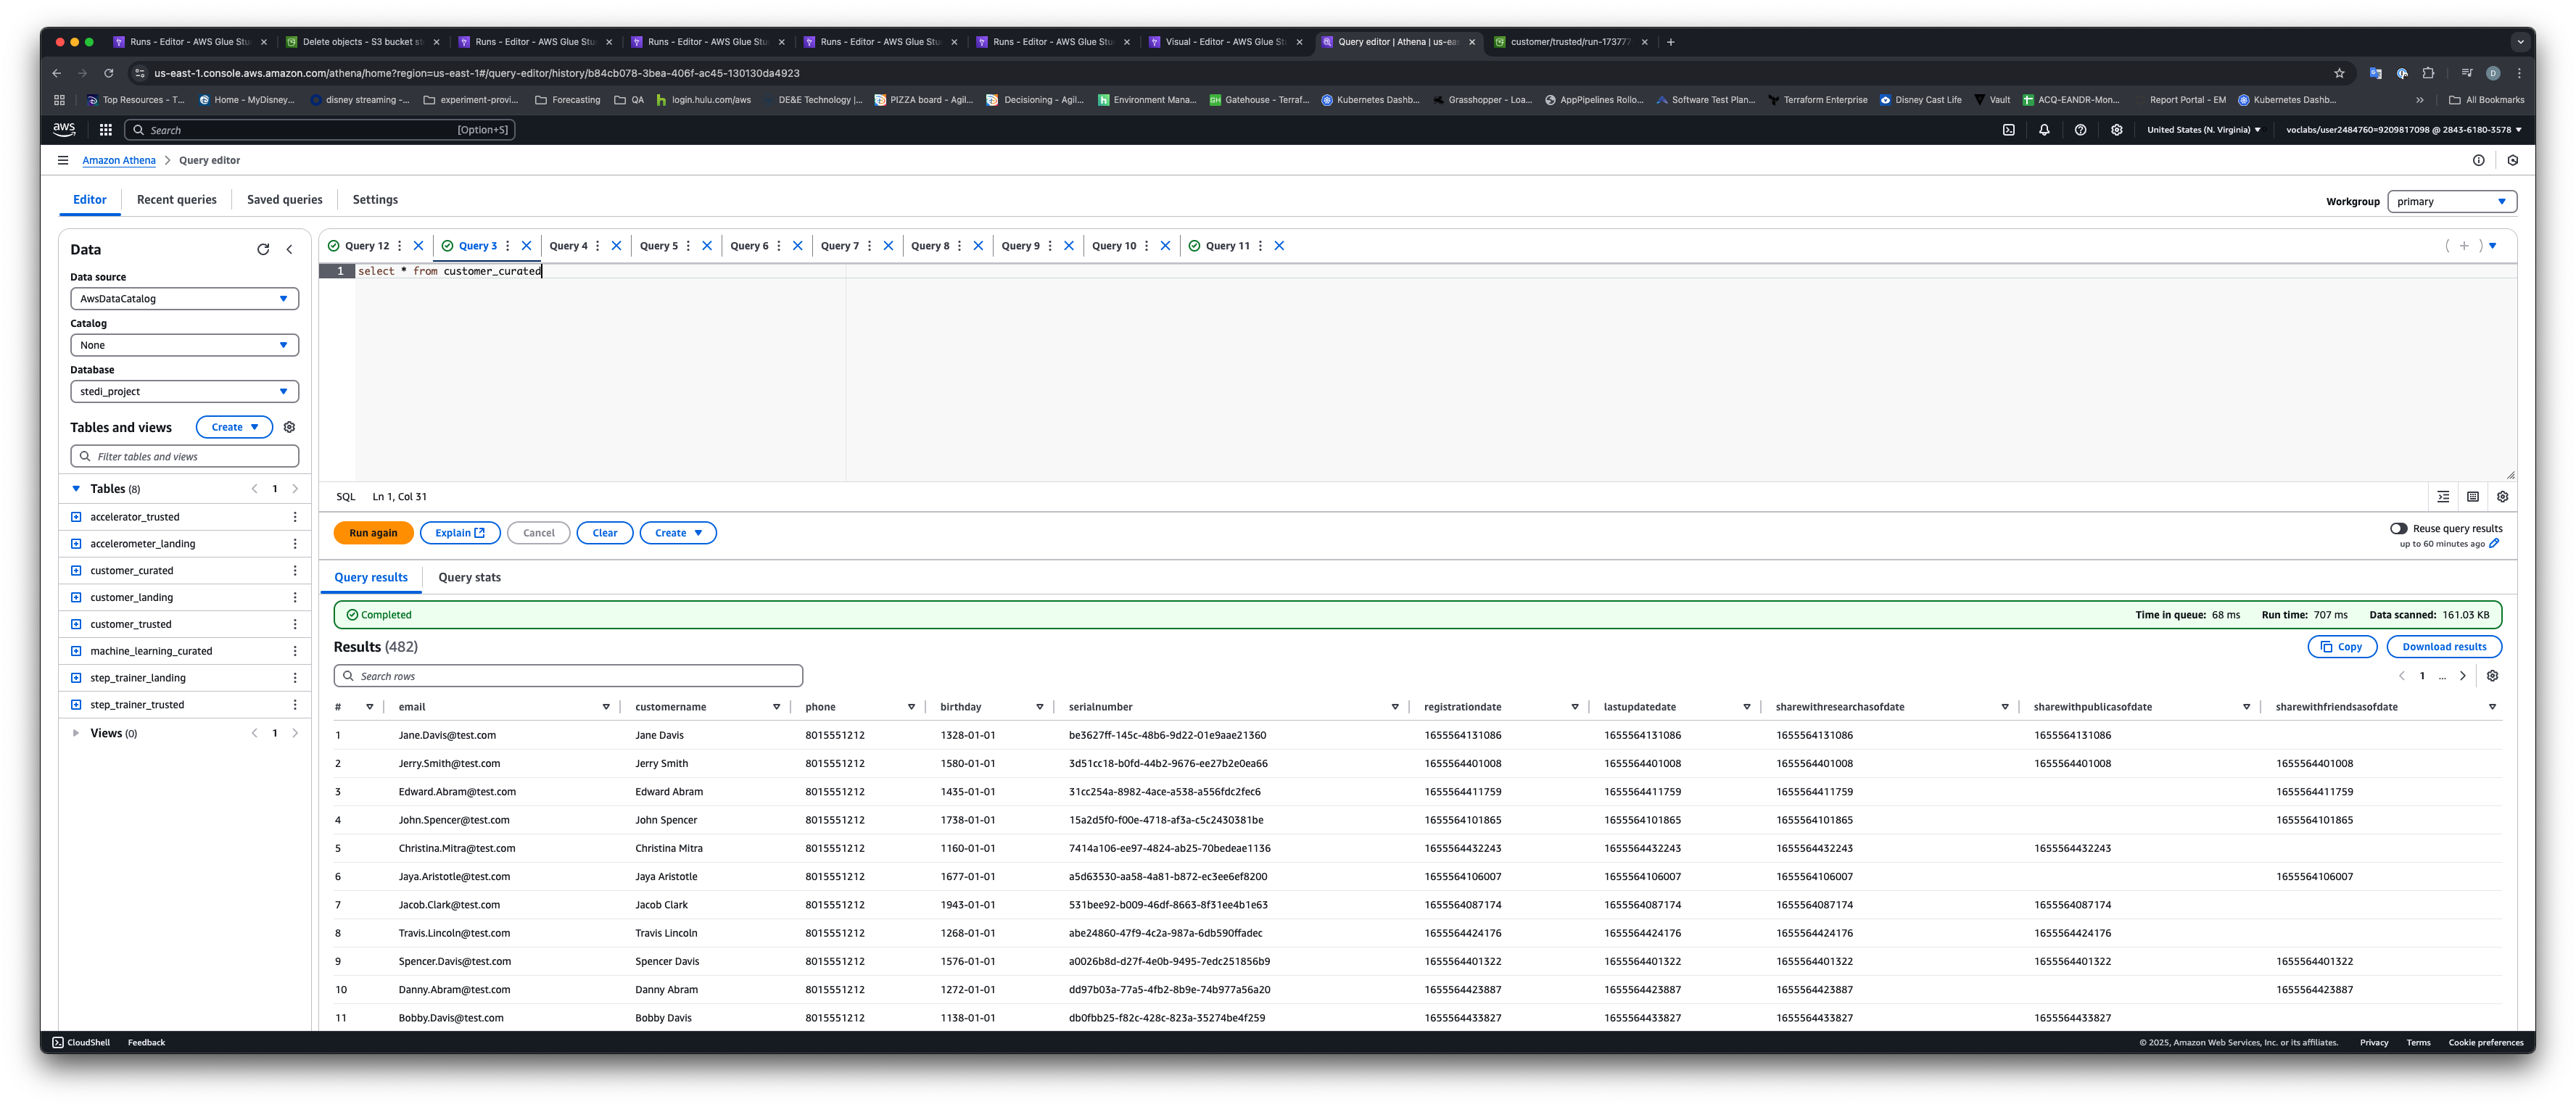 Runs - Editor - AWS Glue Stu
Delete objects - S3 bucket st
Runs - Editor - AWS Glue Stu
Runs - Editor - AWS Glue Stu
Runs - Editor - AWS Glue Stu
Runs - Editor - AWS Glue Stu
Visual - Editor - AWS Glue St
Query editor | Athena | us-eas
customer/trusted/run-173777
us-east-1.console.aws.amazon.com/athena/home?region=us-east-1#/query-editor/history/b84cb078-3bea-406f-ac45-130130da4923
D
Top Resources - T...
Home - MyDisney...
disney streaming -...
experiment-provi...
Forecasting
QA
login.hulu.com/aws
DE&E Technology |...
PIZZA board - Agil...
Decisioning - Agil...
Environment Mana...
Gatehouse - Terraf...
Kubernetes Dashb...
Grasshopper - Loa...
AppPipelines Rollo...
Software Test Plan...
Terraform Enterprise
Disney Cast Life
Vault
ACQ-EANDR-Mon...
Report Portal - EM
Kubernetes Dashb...
All Bookmarks
aws
Search
[Option+S]
United States (N. Virginia)
voclabs/user2484760=9209817098 @ 2843-6180-3578
Amazon Athena > Query editor
Editor
Recent queries
Saved queries
Settings
Workgroup
primary
Data
Data source
AwsDataCatalog
Catalog
None
Database
stedi_project
Tables and views
Create
Filter tables and views
Tables (8)
1
accelerator_trusted
accelerometer_landing
customer_curated
customer_landing
customer_trusted
machine_learning_curated
step_trainer_landing
step_trainer_trusted
Views (0)
1
Query 12
Query 3
Query 4
Query 5
Query 6
Query 7
Query 8
Query 9
Query 10
Query 11
1 select * from customer_curated
SQL Ln 1, Col 31
Run again
Explain
Cancel
Clear
Create
Reuse query results
up to 60 minutes ago
Query results
Query stats
Completed
Time in queue: 68 ms Run time: 707 ms Data scanned: 161.03 KB
Results (482)
Copy
Download results
Search rows
1 ...
# email customername phone birthday serialnumber registrationdate lastupdatedate sharewithresearchasofdate sharewithpublicasofdate sharewithfriendsasofdate
1 Jane.Davis@test.com Jane Davis 8015551212 1328-01-01 be3627ff-145c-48b6-9d22-01e9aae21360 1655564131086 1655564131086 1655564131086 1655564131086
2 Jerry.Smith@test.com Jerry Smith 8015551212 1580-01-01 3d51cc18-b0fd-44b2-9676-ee27b2e0ea66 1655564401008 1655564401008 1655564401008 1655564401008 1655564401008
3 Edward.Abram@test.com Edward Abram 8015551212 1435-01-01 31cc254a-8982-4ace-a538-a556fdc2fec6 1655564411759 1655564411759 1655564411759 1655564411759
4 John.Spencer@test.com John Spencer 8015551212 1738-01-01 15a2d5f0-f00e-4718-af3a-c5c2430381be 1655564101865 1655564101865 1655564101865 1655564101865
5 Christina.Mitra@test.com Christina Mitra 8015551212 1160-01-01 7414a106-ee97-4824-ab25-70bedeae1136 1655564432243 1655564432243 1655564432243 1655564432243
6 Jaya.Aristotle@test.com Jaya Aristotle 8015551212 1677-01-01 a5d63530-aa58-4a81-b872-ec3ee6ef8200 1655564106007 1655564106007 1655564106007 1655564106007
7 Jacob.Clark@test.com Jacob Clark 8015551212 1943-01-01 531bee92-b009-46df-8663-8f31ee4b1e63 1655564087174 1655564087174 1655564087174 1655564087174
8 Travis.Lincoln@test.com Travis Lincoln 8015551212 1268-01-01 abe24860-47f9-4c2a-987a-6db590ffadec 1655564424176 1655564424176 1655564424176 1655564424176
9 Spencer.Davis@test.com Spencer Davis 8015551212 1576-01-01 a0026b8d-d27f-4e0b-9495-7edc251856b9 1655564401322 1655564401322 1655564401322 1655564401322 1655564401322
10 Danny.Abram@test.com Danny Abram 8015551212 1272-01-01 dd97b03a-77a5-4fb2-8b9e-74b977a56a20 1655564423887 1655564423887 1655564423887 1655564423887
11 Bobby.Davis@test.com Bobby Davis 8015551212 1138-01-01 db0fbb25-f82c-428c-823a-35274be4f259 1655564433827 1655564433827 1655564433827 1655564433827
CloudShell
Feedback
© 2025, Amazon Web Services, Inc. or its affiliates.
Privacy
Terms
Cookie preferences